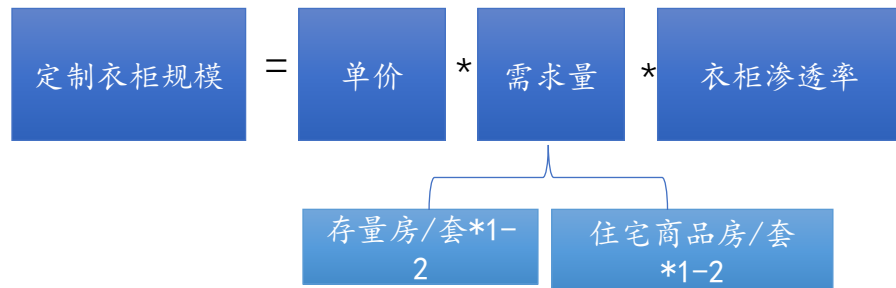 定制衣柜规模 = 单价 * 需求量 * 衣柜渗透率
存量房/套*1-
2
住宅商品房/套
*1-2